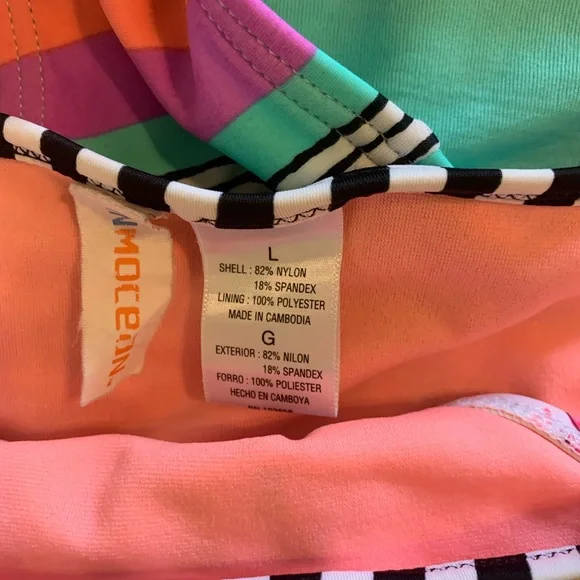 NMOCEAN.
L
SHELL : 82% NYLON
18% SPANDEX
LINING : 100% POLYESTER
MADE IN CAMBODIA
G
EXTERIOR : 82% NILON
18% SPANDEX
FORRO : 100% POLIESTER
HECHO EN CAMBOYA